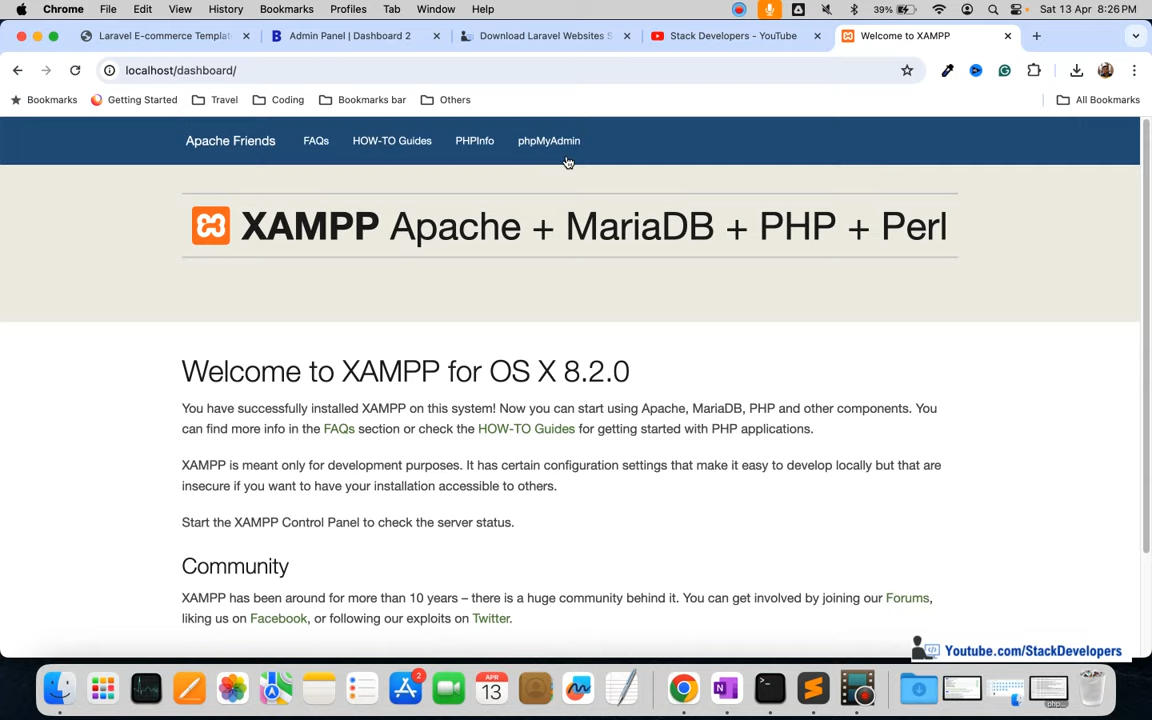 Chrome File Edit View History Bookmarks Profiles Tab Window Help 39% Sat 13 Apr 8:26 PM
Laravel E-commerce Templat Admin Panel | Dashboard 2 Download Laravel Websites S Stack Developers - YouTube Welcome to XAMPP
localhost/dashboard/
Bookmarks Getting Started Travel Coding Bookmarks bar Others All Bookmarks
Apache Friends FAQs HOW-TO Guides PHPInfo phpMyAdmin
XAMPP Apache + MariaDB + PHP + Perl
Welcome to XAMPP for OS X 8.2.0
You have successfully installed XAMPP on this system! Now you can start using Apache, MariaDB, PHP and other components. You
can find more info in the FAQs section or check the HOW-TO Guides for getting started with PHP applications.
XAMPP is meant only for development purposes. It has certain configuration settings that make it easy to develop locally but that are
insecure if you want to have your installation accessible to others.
Start the XAMPP Control Panel to check the server status.
Community
XAMPP has been around for more than 10 years – there is a huge community behind it. You can get involved by joining our Forums,
liking us on Facebook, or following our exploits on Twitter.
Youtube.com/StackDevelopers
2
APR
13
php